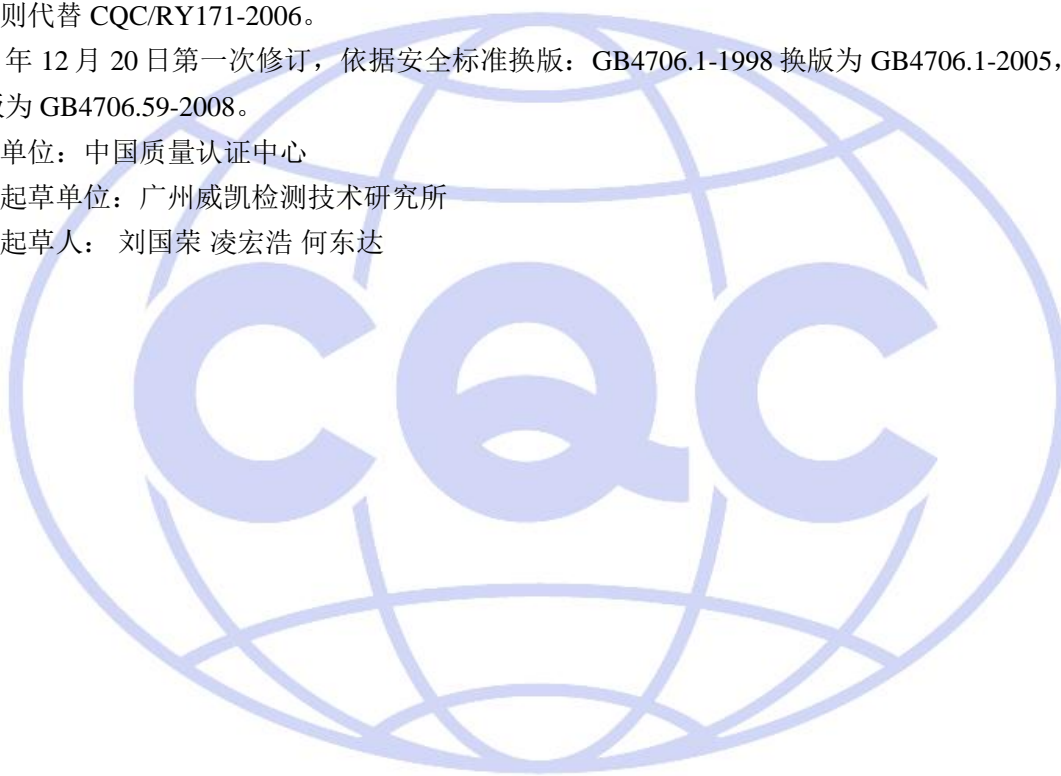 则代替 CQC/RY171-2006。
年 12 月 20 日第一次修订，依据安全标准换版：GB4706.1-1998 换版为 GB4706.1-2005，
为 GB4706.59-2008。
单位：中国质量认证中心
起草单位：广州威凯检测技术研究所
起草人： 刘国荣 凌宏浩 何东达
CQC